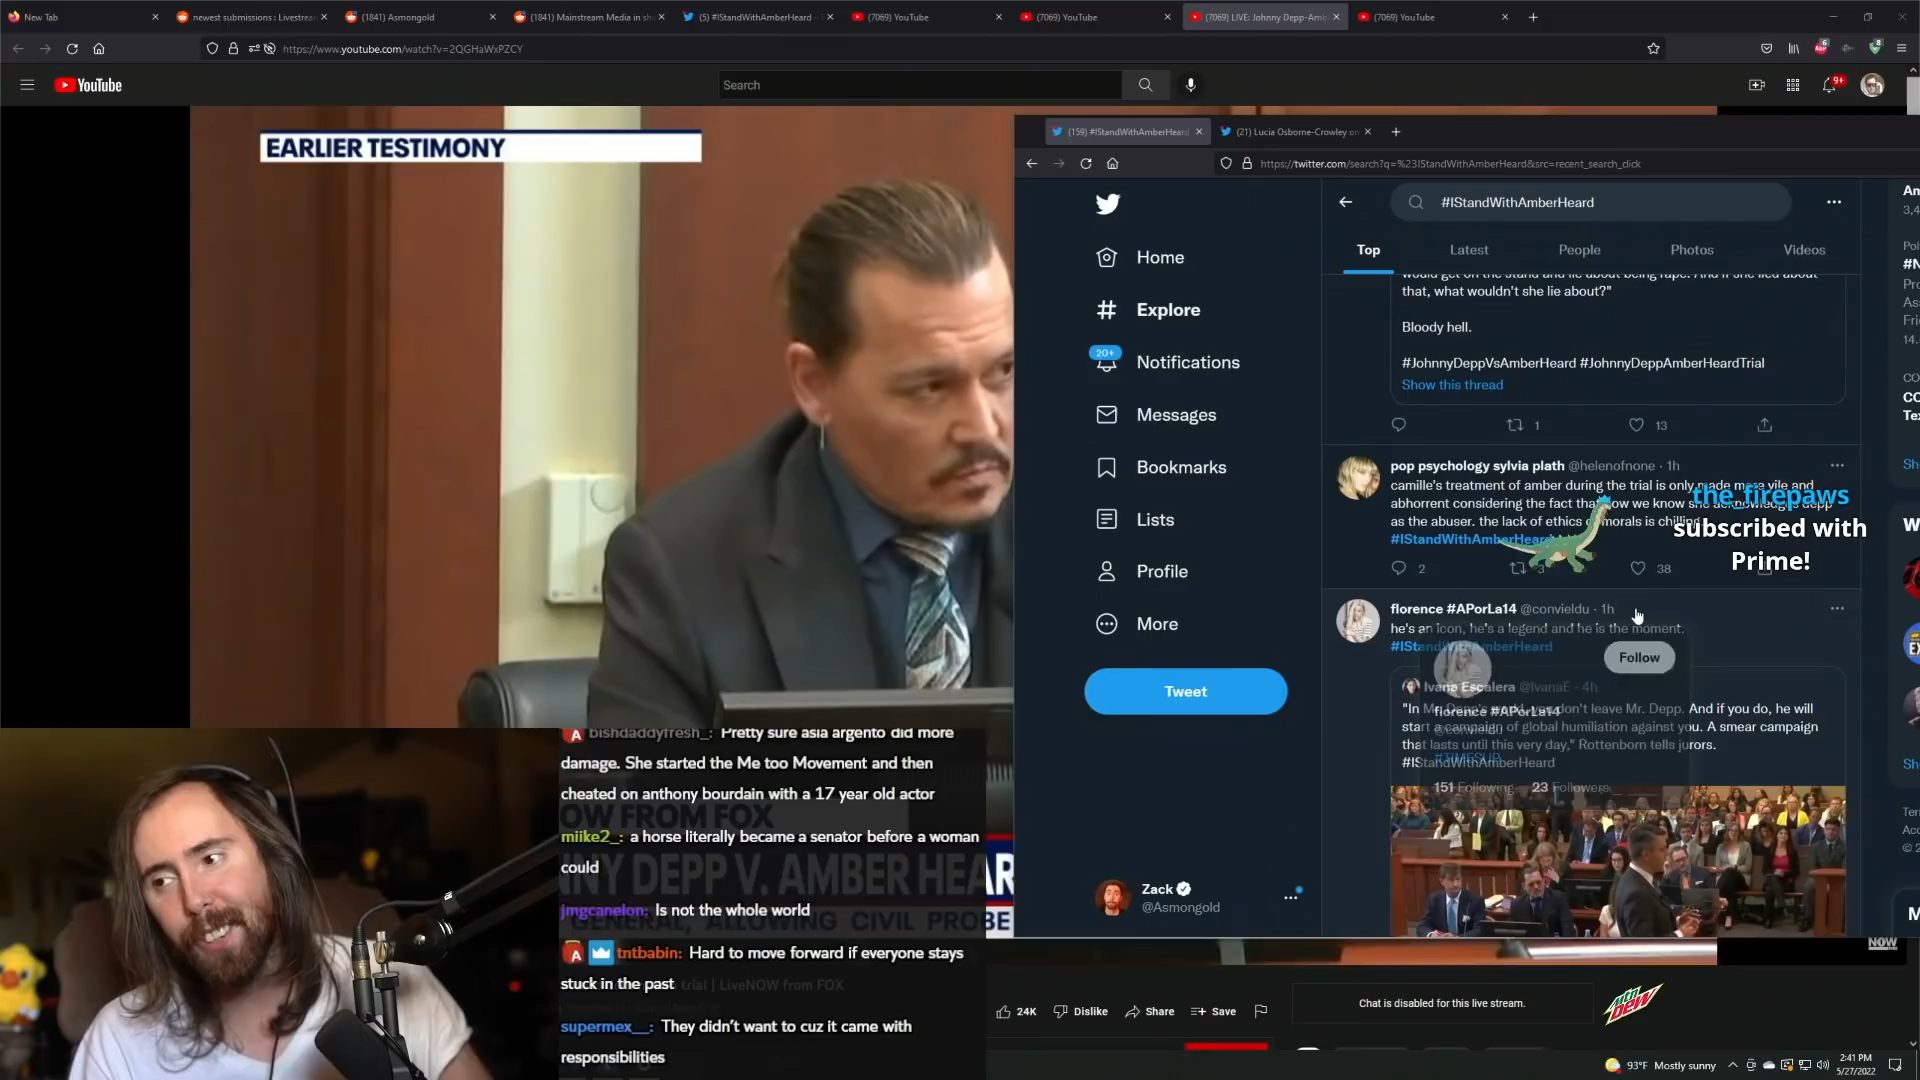 New Tab
newest submissions : Livestream
(1841) Asmongold
(1841) Mainstream Media in sh
(5) #IStandWithAmberHeard -
(7069) YouTube
(7069) YouTube
(7069) LIVE: Johnny Depp-Amb
(7069) YouTube
https://www.youtube.com/watch?v=2QGHaWxPZCY
YouTube
Search
9+
EARLIER TESTIMONY
(159) #IStandWithAmberHeard
(21) Lucia Osborne-Crowley on
https://twitter.com/search?q=%23IStandWithAmberHeard&src=recent_search_click
#IStandWithAmberHeard
Top
Latest
People
Photos
Videos
Home
Explore
20+
Notifications
Messages
Bookmarks
Lists
Profile
More
Tweet
Zack
@Asmongold
would get on the stand and lie about being rape. And if she lied about
that, what wouldn't she lie about?"
Bloody hell.
#JohnnyDeppVsAmberHeard #JohnnyDeppAmberHeardTrial
Show this thread
1
13
pop psychology sylvia plath @helenofnone · 1h
camille's treatment of amber during the trial is only made more vile and
abhorrent considering the fact that now we know she acknowledges depp
as the abuser. the lack of ethics morals is chilling.
#IStandWithAmberHeard
2
3
38
the_firepaws
subscribed with
Prime!
florence #APorLa14 @convieldu · 1h
he's an icon, he's a legend and he is the moment.
#IStandWithAmberHeard
Follow
Ivana Escalera @IvanaE · 4h
florence #APorLa14
@convieldu
"In Mr. Depp's world, you don't leave Mr. Depp. And if you do, he will
start a campaign of global humiliation against you. A smear campaign
that lasts until this very day," Rottenborn tells jurors.
#IStandWithAmberHeard
#TIMESUP
151 Following
23 Followers
bishdaddyfresh_: Pretty sure asia argento did more
damage. She started the Me too Movement and then
cheated on anthony bourdain with a 17 year old actor
miike2_: a horse literally became a senator before a woman
could
jmgcanelon: Is not the whole world
tntbabin: Hard to move forward if everyone stays
stuck in the past
supermex__: They didn't want to cuz it came with
responsibilities
NOW FROM FOX
NNY DEPP V. AMBER HEAR
GENERAL, ALLOWING CIVIL PROBE
trial | LiveNOW from FOX
NOW
24K
Dislike
Share
Save
Chat is disabled for this live stream.
mtn dew
93°F Mostly sunny
2:41 PM
5/27/2022